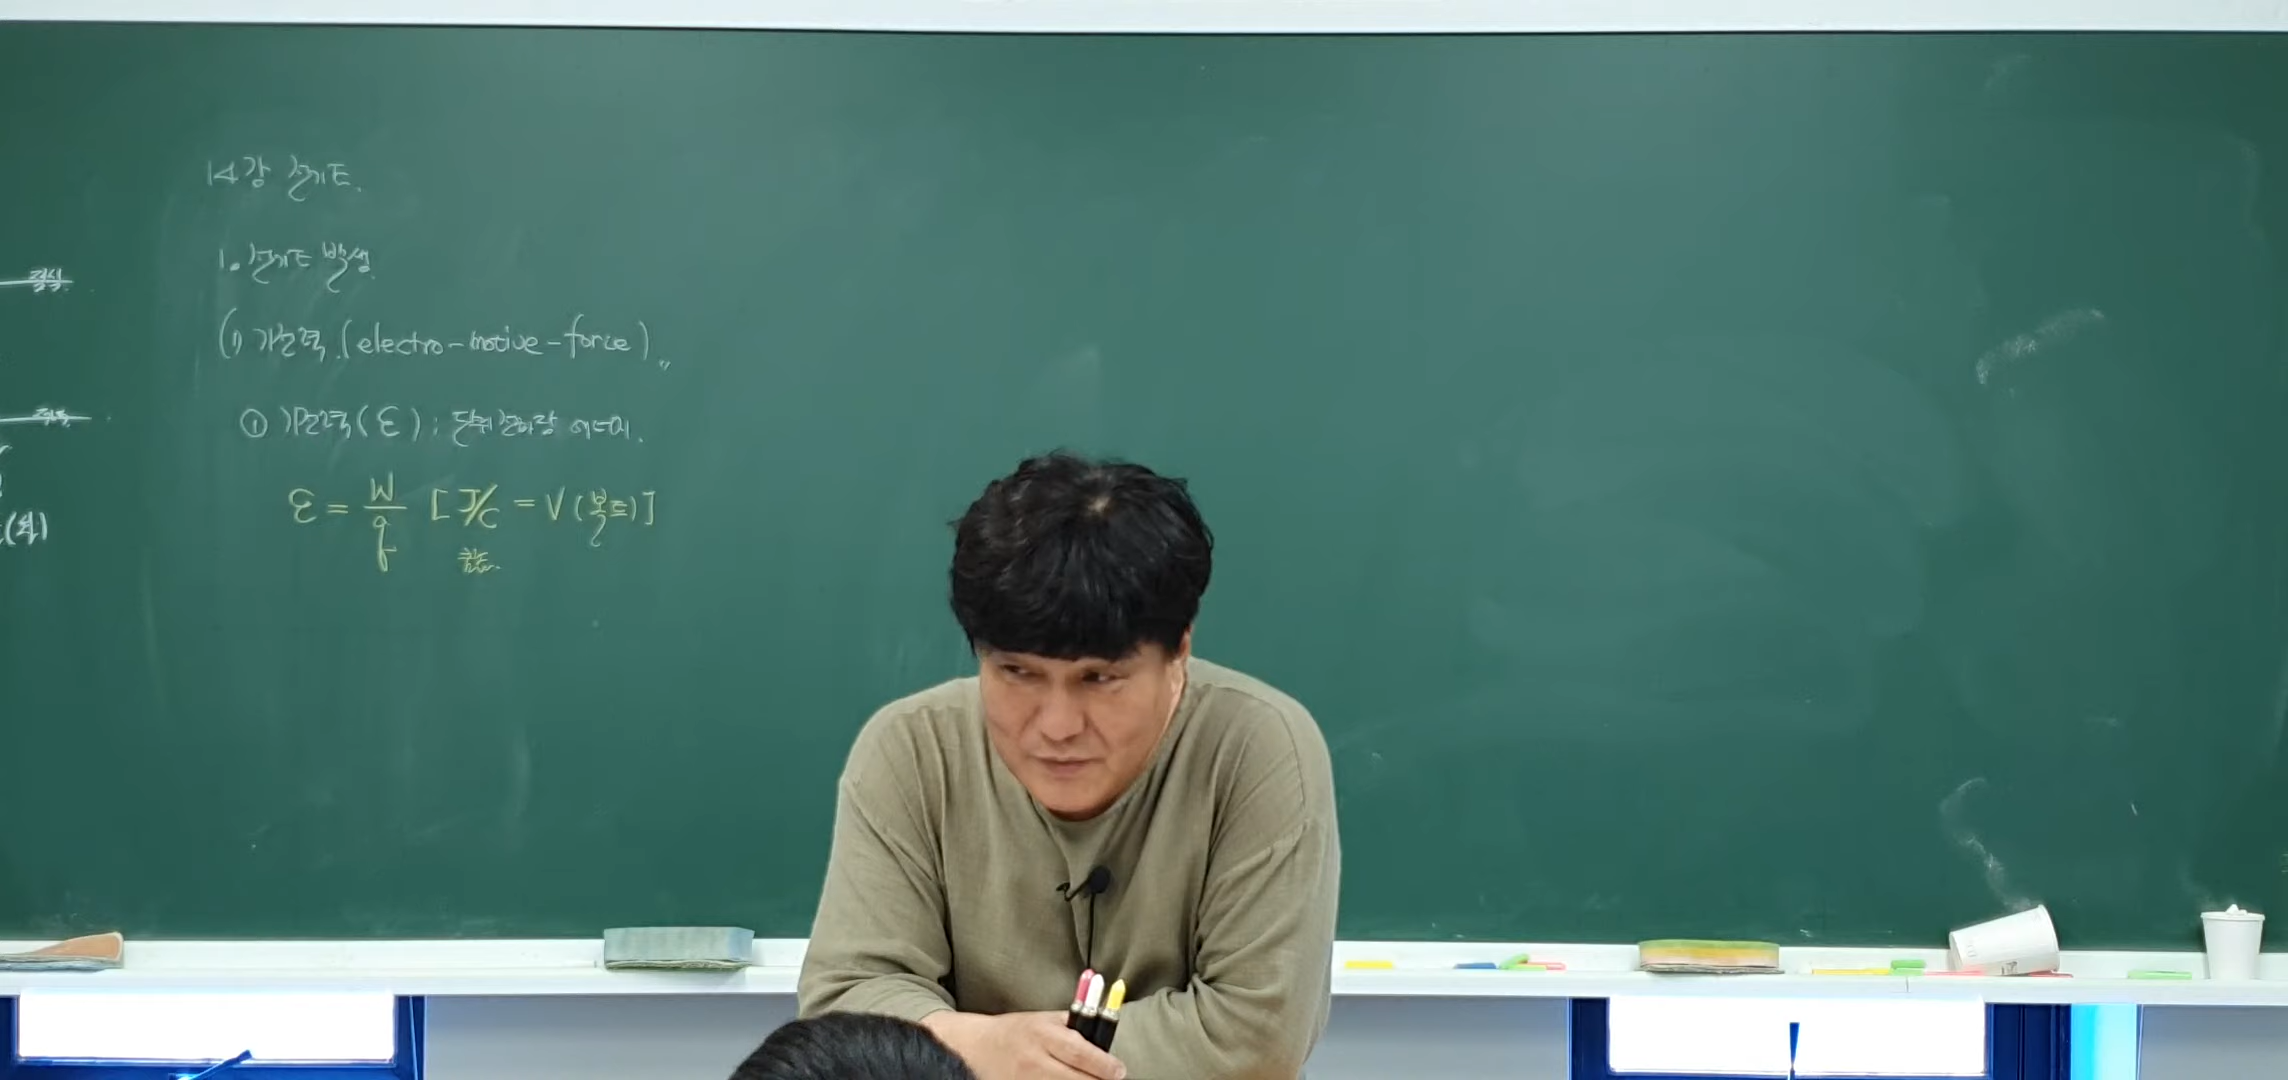 14강 전기E.
1. 전기E 발생.
(1) 기전력.(electro-motive-force)〃
① 기전력(ε) : 단위 전하량 에너지.
ε = W/q [J/C = V(볼트)]